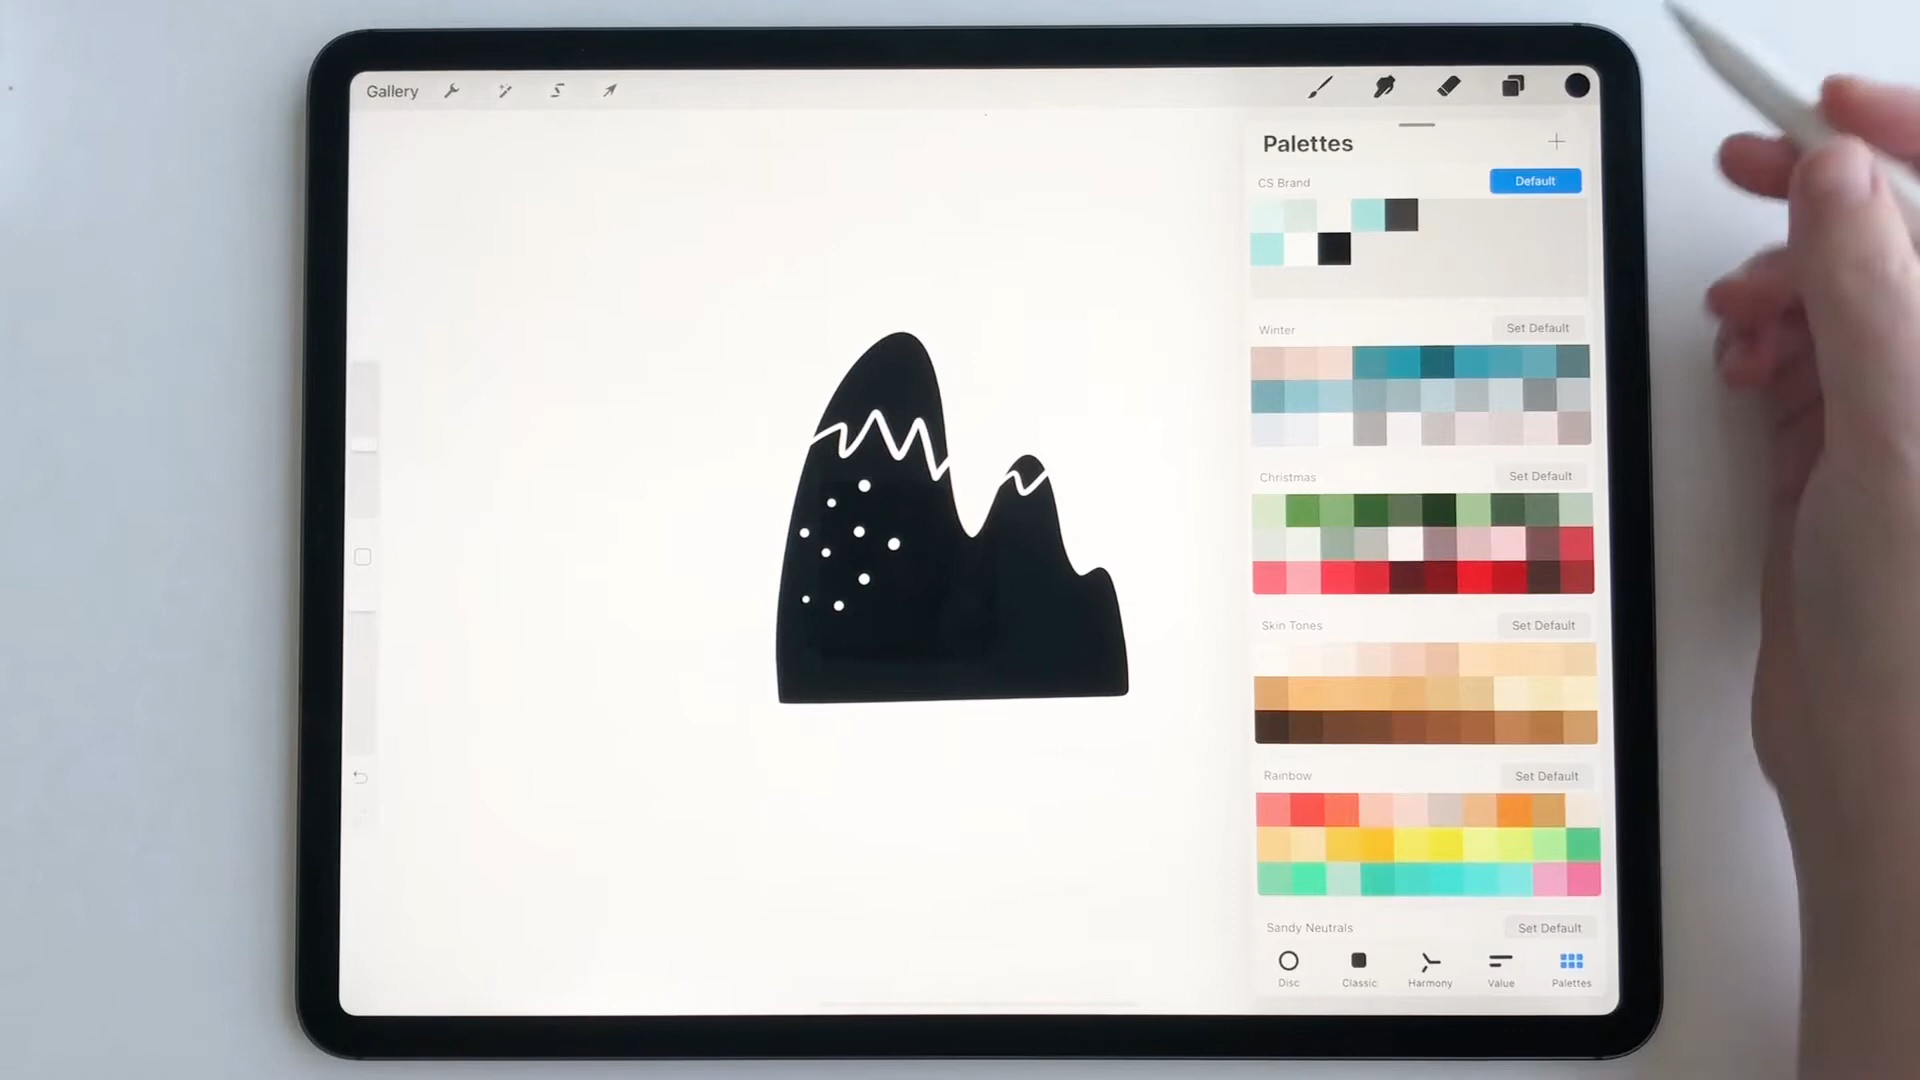 Gallery
Palettes
CS Brand
Default
Winter
Set Default
Christmas
Set Default
Skin Tones
Set Default
Rainbow
Set Default
Sandy Neutrals
Set Default
Disc
Classic
Harmony
Value
Palettes